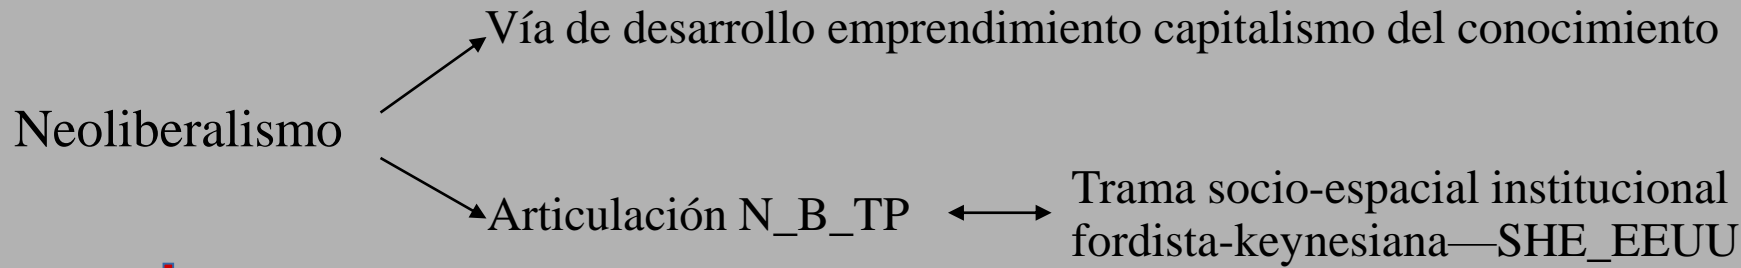 Vía de desarrollo emprendimiento capitalismo del conocimiento
Neoliberalismo
Articulación N_B_TP
Trama socio-espacial institucional
fordista-keynesiana—SHE_EEUU